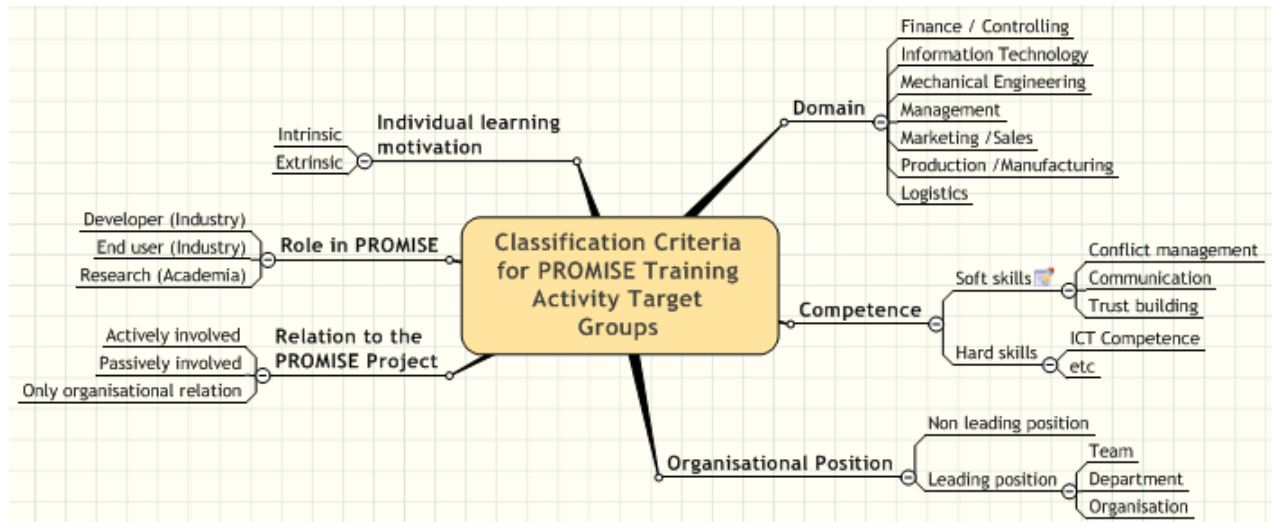 Classification Criteria
for PROMISE Training
Activity Target
Groups
Domain
Finance / Controlling
Information Technology
Mechanical Engineering
Management
Marketing /Sales
Production /Manufacturing
Logistics
Competence
Soft skills
Conflict management
Communication
Trust building
Hard skills
ICT Competence
etc
Organisational Position
Non leading position
Leading position
Team
Department
Organisation
Individual learning
motivation
Intrinsic
Extrinsic
Role in PROMISE
Developer (Industry)
End user (Industry)
Research (Academia)
Relation to the
PROMISE Project
Actively involved
Passively involved
Only organisational relation